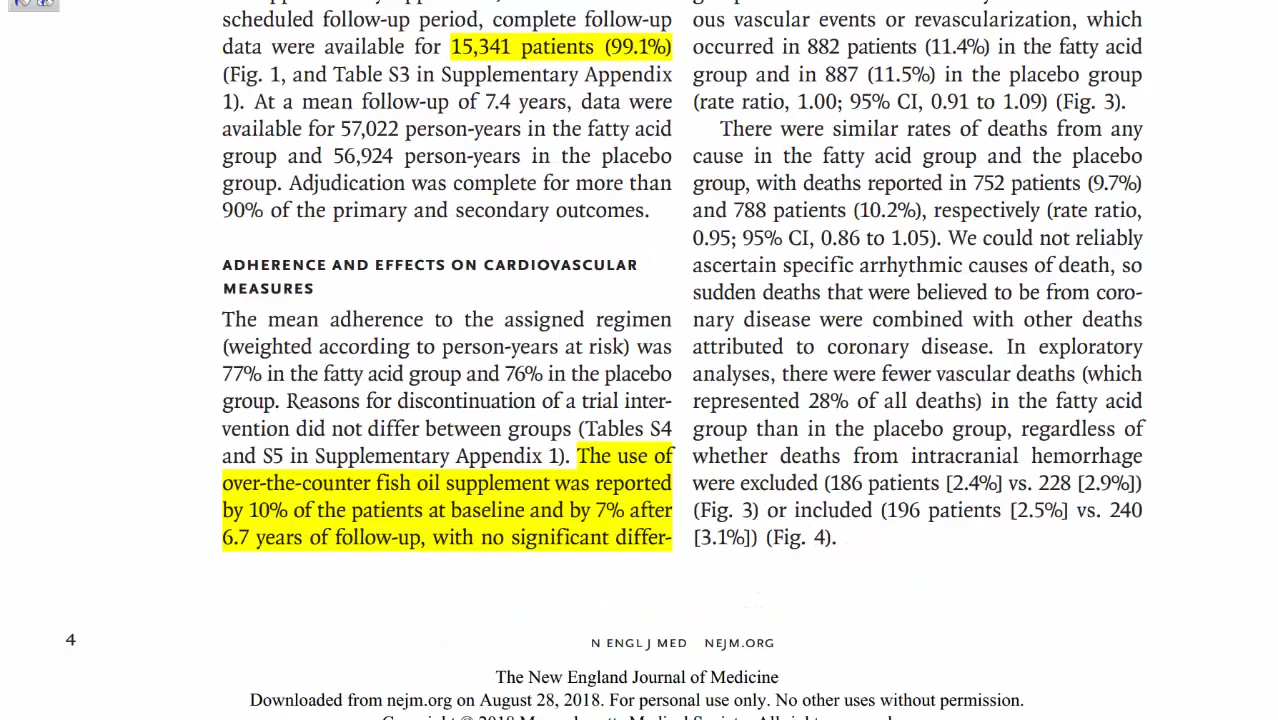 scheduled follow-up period, complete follow-up
data were available for 15,341 patients (99.1%)
(Fig. 1, and Table S3 in Supplementary Appendix
1). At a mean follow-up of 7.4 years, data were
available for 57,022 person-years in the fatty acid
group and 56,924 person-years in the placebo
group. Adjudication was complete for more than
90% of the primary and secondary outcomes.
ADHERENCE AND EFFECTS ON CARDIOVASCULAR
MEASURES
The mean adherence to the assigned regimen
(weighted according to person-years at risk) was
77% in the fatty acid group and 76% in the placebo
group. Reasons for discontinuation of a trial inter-
vention did not differ between groups (Tables S4
and S5 in Supplementary Appendix 1). The use of
over-the-counter fish oil supplement was reported
by 10% of the patients at baseline and by 7% after
6.7 years of follow-up, with no significant differ-
ous vascular events or revascularization, which
occurred in 882 patients (11.4%) in the fatty acid
group and in 887 (11.5%) in the placebo group
(rate ratio, 1.00; 95% CI, 0.91 to 1.09) (Fig. 3).
There were similar rates of deaths from any
cause in the fatty acid group and the placebo
group, with deaths reported in 752 patients (9.7%)
and 788 patients (10.2%), respectively (rate ratio,
0.95; 95% CI, 0.86 to 1.05). We could not reliably
ascertain specific arrhythmic causes of death, so
sudden deaths that were believed to be from coro-
nary disease were combined with other deaths
attributed to coronary disease. In exploratory
analyses, there were fewer vascular deaths (which
represented 28% of all deaths) in the fatty acid
group than in the placebo group, regardless of
whether deaths from intracranial hemorrhage
were excluded (186 patients [2.4%] vs. 228 [2.9%])
(Fig. 3) or included (196 patients [2.5%] vs. 240
[3.1%]) (Fig. 4).
4
N ENGL J MED NEJM.ORG
The New England Journal of Medicine
Downloaded from nejm.org on August 28, 2018. For personal use only. No other uses without permission.